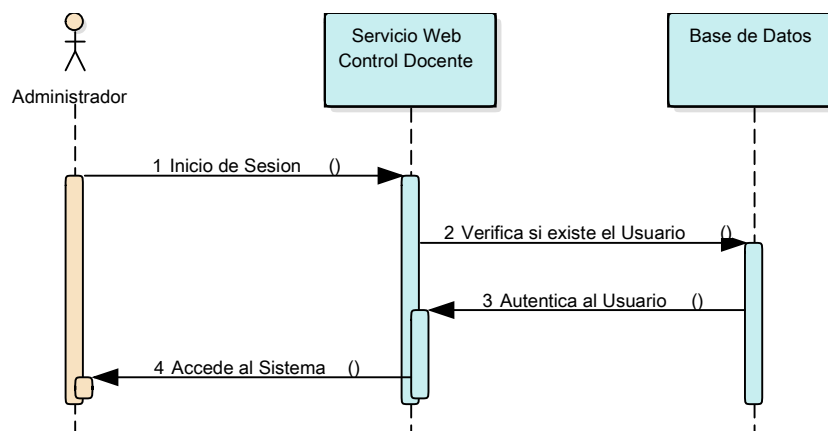 Servicio Web
Control Docente
Base de Datos
Administrador
1 Inicio de Sesion ()
2 Verifica si existe el Usuario ()
3 Autentica al Usuario ()
4 Accede al Sistema ()